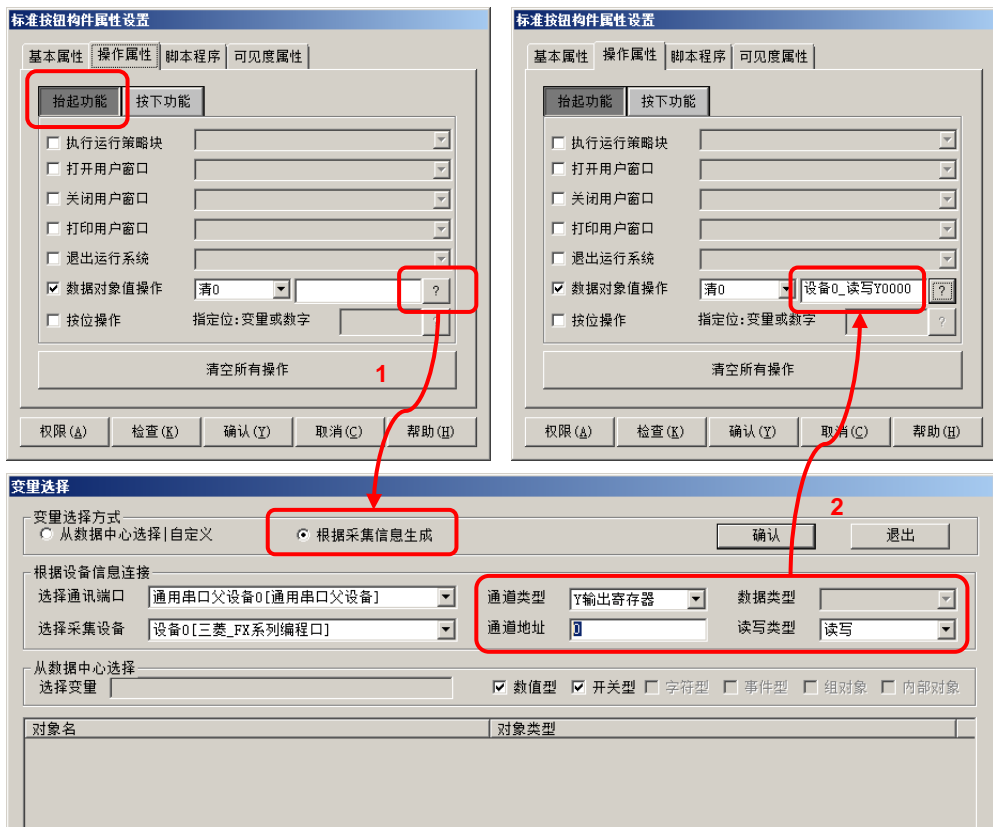 标准按钮构件属性设置
基本属性 操作属性 脚本程序 可见度属性
抬起功能 按下功能
执行运行策略块
打开用户窗口
关闭用户窗口
打印用户窗口
退出运行系统
数据对象值操作 清0 ?
按位操作 指定位:变量或数字 ?
清空所有操作
1
权限(A) 检查(K) 确认(Y) 取消(C) 帮助(H)
标准按钮构件属性设置
基本属性 操作属性 脚本程序 可见度属性
抬起功能 按下功能
执行运行策略块
打开用户窗口
关闭用户窗口
打印用户窗口
退出运行系统
数据对象值操作 清0 设备0_读写Y0000 ?
按位操作 指定位:变量或数字 ?
清空所有操作
权限(A) 检查(K) 确认(Y) 取消(C) 帮助(H)
变量选择
变量选择方式
从数据中心选择|自定义 根据采集信息生成 确认 退出
2
根据设备信息连接
选择通讯端口 通用串口父设备0[通用串口父设备] 通道类型 Y输出寄存器 数据类型
选择采集设备 设备0[三菱_FX系列编程口] 通道地址 0 读写类型 读写
从数据中心选择
选择变量 数值型 开关型 字符型 事件型 组对象 内部对象
对象名 对象类型